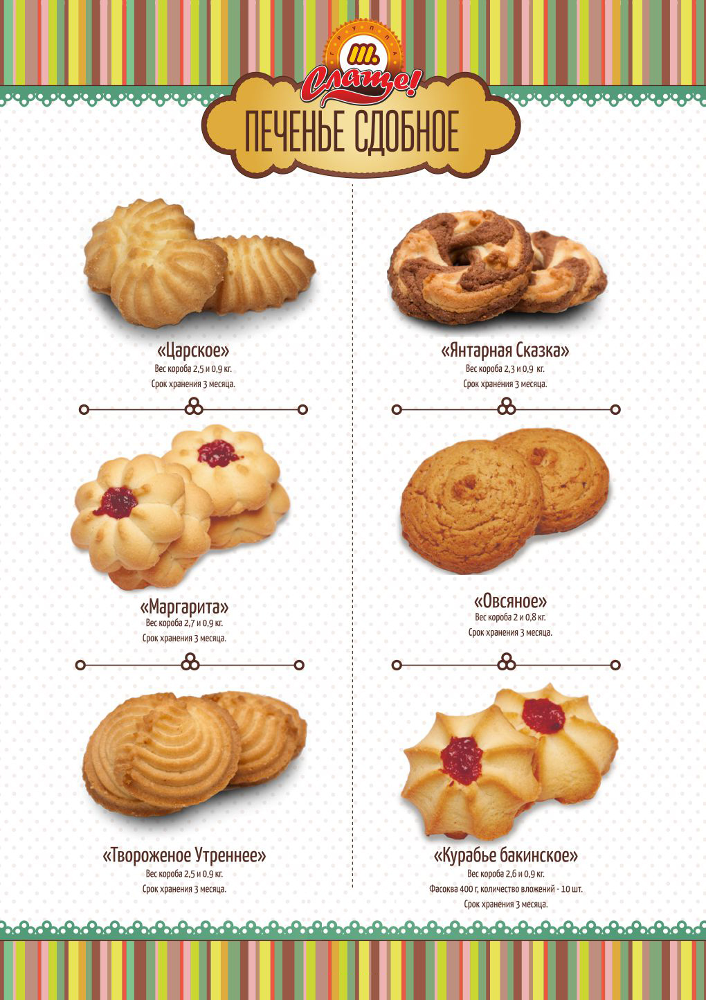 ГРУППА
Ш.
Слаще!
ПЕЧЕНЬЕ СДОБНОЕ
«Царское»
Вес короба 2,5 и 0,9 кг.
Срок хранения 3 месяца.
«Янтарная Сказка»
Вес короба 2,3 и 0,9 кг.
Срок хранения 3 месяца.
«Маргарита»
Вес короба 2,7 и 0,9 кг.
Срок хранения 3 месяца.
«Овсяное»
Вес короба 2 и 0,8 кг.
Срок хранения 3 месяца.
«Твороженое Утреннее»
Вес короба 2,5 и 0,9 кг.
Срок хранения 3 месяца.
«Курабье бакинское»
Вес короба 2,6 и 0,9 кг.
Фасоква 400 г, количество вложений - 10 шт.
Срок хранения 3 месяца.